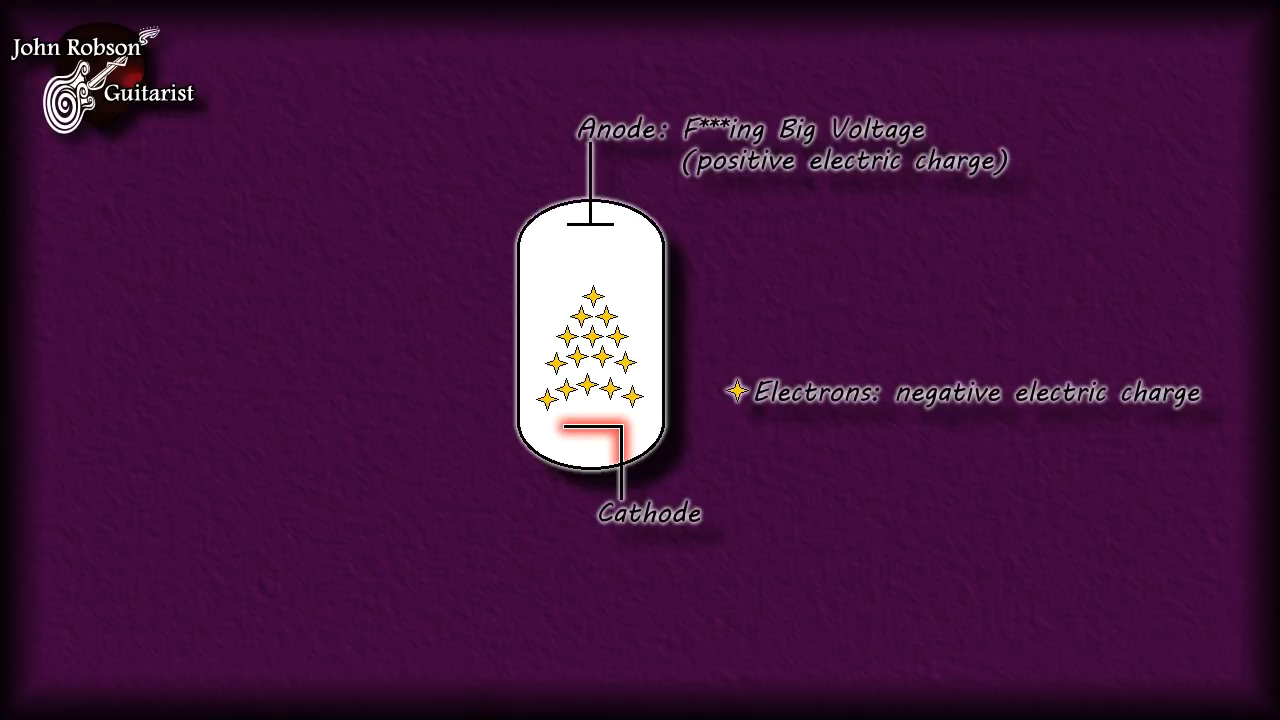 John Robson
Guitarist
Anode: F***ing Big Voltage
(positive electric charge)
Electrons: negative electric charge
Cathode